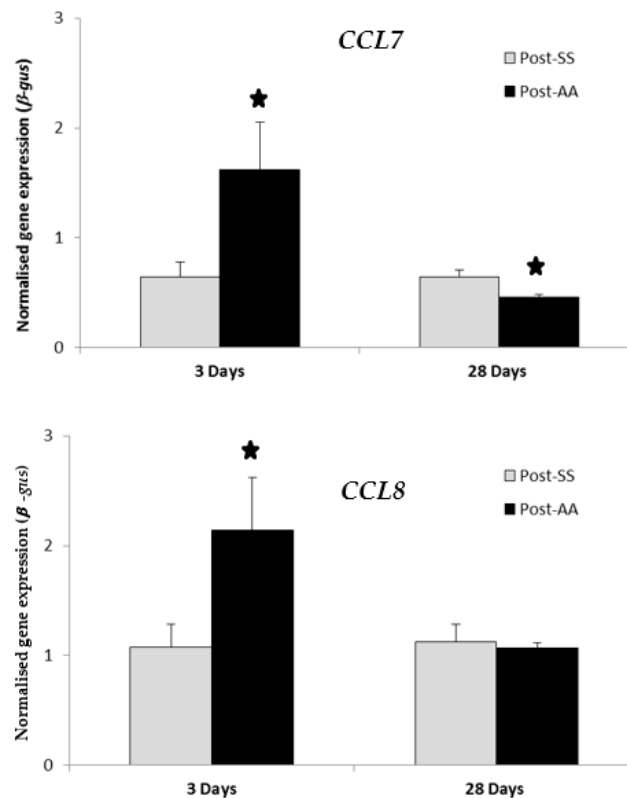 CCL7
Normalised gene expression (β-gus)
3
2
1
0
Post-SS
Post-AA
3 Days 28 Days
CCL8
Normalised gene expression (β -gus)
3
2
1
0
Post-SS
Post-AA
3 Days 28 Days